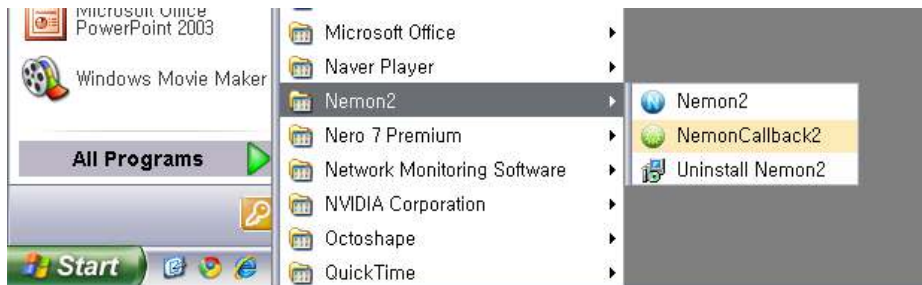 Microsoft Office
PowerPoint 2003
Windows Movie Maker
All Programs
Start
Microsoft Office
Naver Player
Nemon2
Nero 7 Premium
Network Monitoring Software
NVIDIA Corporation
Octoshape
QuickTime
Nemon2
NemonCallback2
Uninstall Nemon2